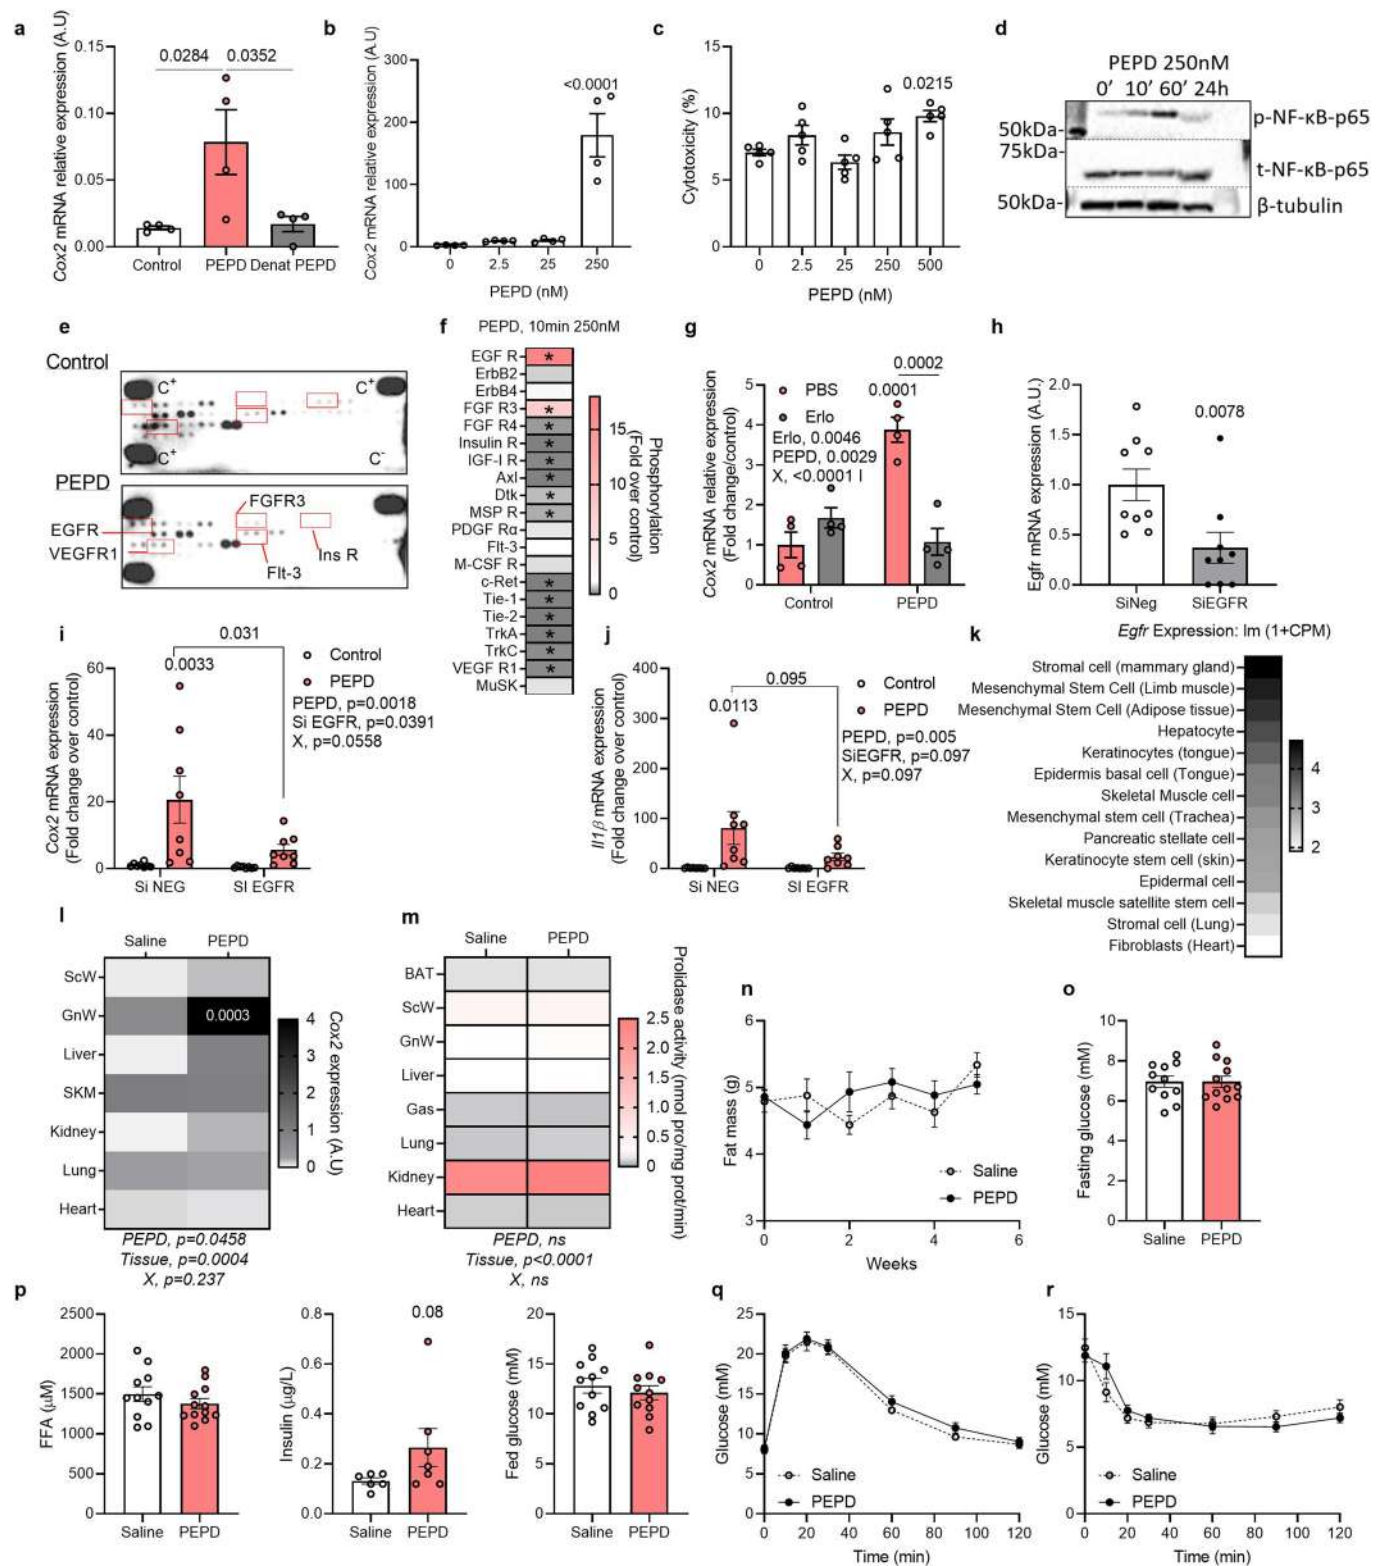 a
Cox2 mRNA relative expression (A.U)
0.15
0.10
0.05
0.00
0.0284
0.0352
Control
PEPD
Denat PEPD
b
Cox2 mRNA relative expression (A.U)
300
200
100
0
<0.0001
0
2.5
25
250
PEPD (nM)
c
Cytotoxicity (%)
15
10
5
0
0.0215
0
2.5
25
250
500
PEPD (nM)
d
PEPD 250nM
0’ 10’ 60’ 24h
50kDa-
75kDa-
50kDa-
p-NF-κB-p65
t-NF-κB-p65
β-tubulin
e
Control
C+
C+
C+
C-
PEPD
EGFR
VEGFR1
FGFR3
Flt-3
Ins R
f
PEPD, 10min 250nM
EGF R
*
ErbB2
ErbB4
FGF R3
*
FGF R4
*
Insulin R
*
IGF-I R
*
Axl
*
Dtk
*
MSP R
*
PDGF Rα
Flt-3
M-CSF R
c-Ret
*
Tie-1
*
Tie-2
*
TrkA
*
TrkC
*
VEGF R1
*
MuSK
15
10
5
0
Phosphorylation
(Fold over control)
g
Cox2 mRNA relative expression
(Fold change/control)
5
4
3
2
1
0
PBS
Erlo
Erlo, 0.0046
PEPD, 0.0029
X, <0.0001 I
0.0002
0.0001
Control
PEPD
h
Egfr mRNA expression (A.U.)
2.0
1.5
1.0
0.5
0.0
0.0078
SiNeg
SiEGFR
i
Cox2 mRNA expression
(Fold change over control)
60
40
20
0
0.031
0.0033
Control
PEPD
PEPD, p=0.0018
Si EGFR, p=0.0391
X, p=0.0558
Si NEG
SI EGFR
j
Il1β mRNA expression
(Fold change over control)
400
300
200
100
0
0.095
0.0113
Control
PEPD
PEPD, p=0.005
SiEGFR, p=0.097
X, p=0.097
Si NEG
SI EGFR
k
Egfr Expression: lm (1+CPM)
Stromal cell (mammary gland)
Mesenchymal Stem Cell (Limb muscle)
Mesenchymal Stem Cell (Adipose tissue)
Hepatocyte
Keratinocytes (tongue)
Epidermis basal cell (Tongue)
Skeletal Muscle cell
Mesenchymal stem cell (Trachea)
Pancreatic stellate cell
Keratinocyte stem cell (skin)
Epidermal cell
Skeletal muscle satellite stem cell
Stromal cell (Lung)
Fibroblasts (Heart)
4
3
2
l
Saline
PEPD
ScW
GnW
0.0003
Liver
SKM
Kidney
Lung
Heart
4
3
2
1
0
Cox2 expression (A.U)
PEPD, p=0.0458
Tissue, p=0.0004
X, p=0.237
m
Saline
PEPD
BAT
ScW
GnW
Liver
Gas
Lung
Kidney
Heart
2.5
2.0
1.5
1.0
0.5
0
Prolidase activity (nmol pro/mg prot/min)
PEPD, ns
Tissue, p<0.0001
X, ns
n
Fat mass (g)
6
5
4
3
Saline
PEPD
0
2
4
6
Weeks
o
Fasting glucose (mM)
10
8
6
4
2
0
Saline
PEPD
p
FFA (μM)
2500
2000
1500
1000
500
0
Saline
PEPD
Insulin (μg/L)
0.8
0.6
0.4
0.2
0.0
0.08
Saline
PEPD
Fed glucose (mM)
20
15
10
5
0
Saline
PEPD
q
Glucose (mM)
25
20
15
10
5
0
Saline
PEPD
0
20
40
60
80
100
120
Time (min)
r
Glucose (mM)
15
10
5
0
Saline
PEPD
0
20
40
60
80
100
120
Time (min)